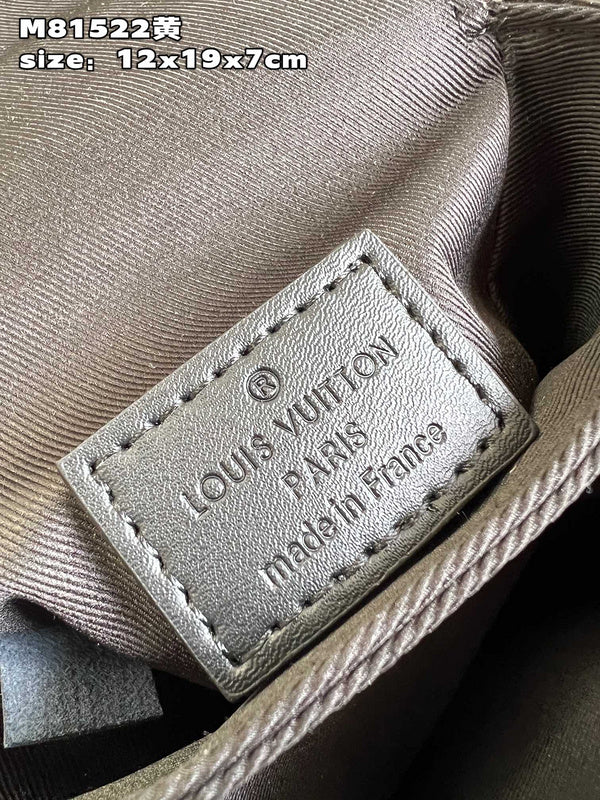 M81522黄
size：12x19x7cm
®
LOUIS VUITTON
PARIS
made in France